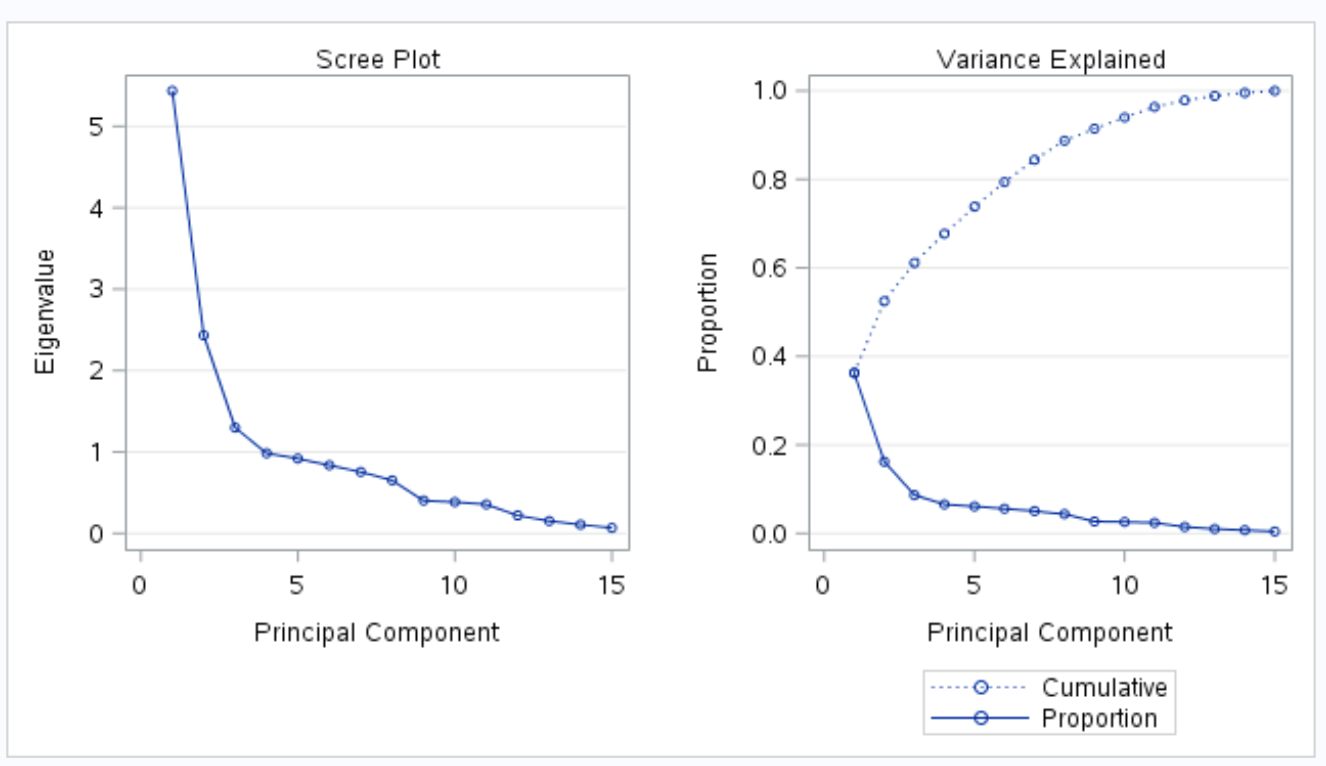 Scree Plot
5
4
3
2
1
0
Eigenvalue
0 5 10 15
Principal Component
Variance Explained
1.0
0.8
0.6
0.4
0.2
0.0
Proportion
0 5 10 15
Principal Component
Cumulative
Proportion